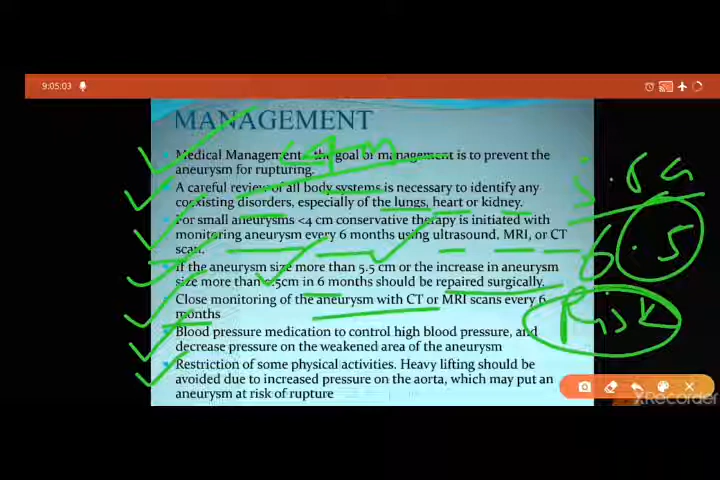 9:05:03
MANAGEMENT
Medical Management - the goal of management is to prevent the
aneurysm for rupturing.
A careful review of all body systems is necessary to identify any
coexisting disorders, especially of the lungs, heart or kidney.
For small aneurysms <4 cm conservative therapy is initiated with
monitoring aneurysm every 6 months using ultrasound, MRI, or CT
scan.
If the aneurysm size more than 5.5 cm or the increase in aneurysm
size more than .5cm in 6 months should be repaired surgically.
Close monitoring of the aneurysm with CT or MRI scans every 6
months
Blood pressure medication to control high blood pressure, and
decrease pressure on the weakened area of the aneurysm
Restriction of some physical activities. Heavy lifting should be
avoided due to increased pressure on the aorta, which may put an
aneurysm at risk of rupture
6 .5
Risk
XRecorder